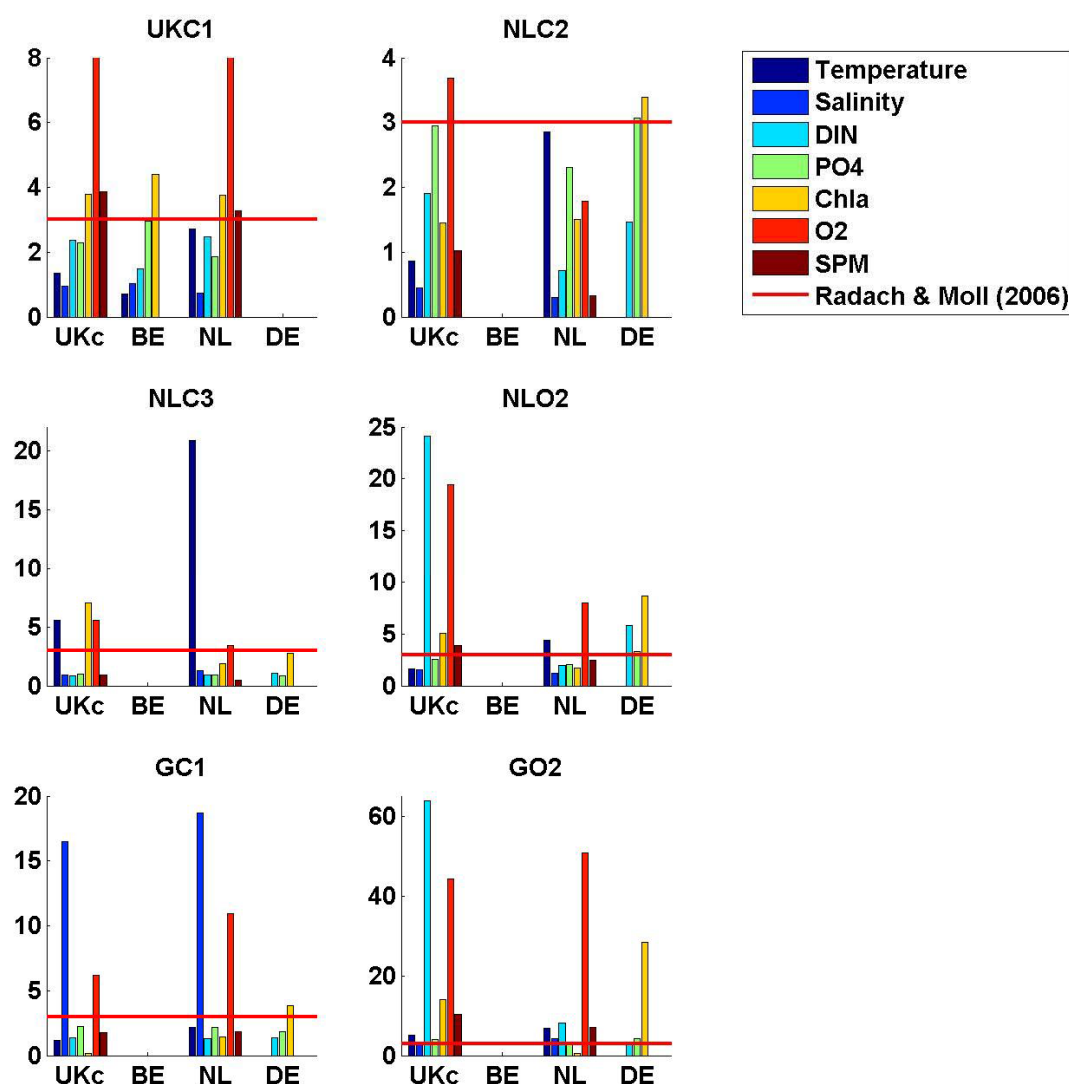 UKC1
8
6
4
2
0
UKc BE NL DE
NLC2
4
3
2
1
0
UKc BE NL DE
Temperature
Salinity
DIN
PO4
Chla
O2
SPM
Radach & Moll (2006)
NLC3
20
15
10
5
0
UKc BE NL DE
NLO2
25
20
15
10
5
0
UKc BE NL DE
GC1
20
15
10
5
0
UKc BE NL DE
GO2
60
40
20
0
UKc BE NL DE